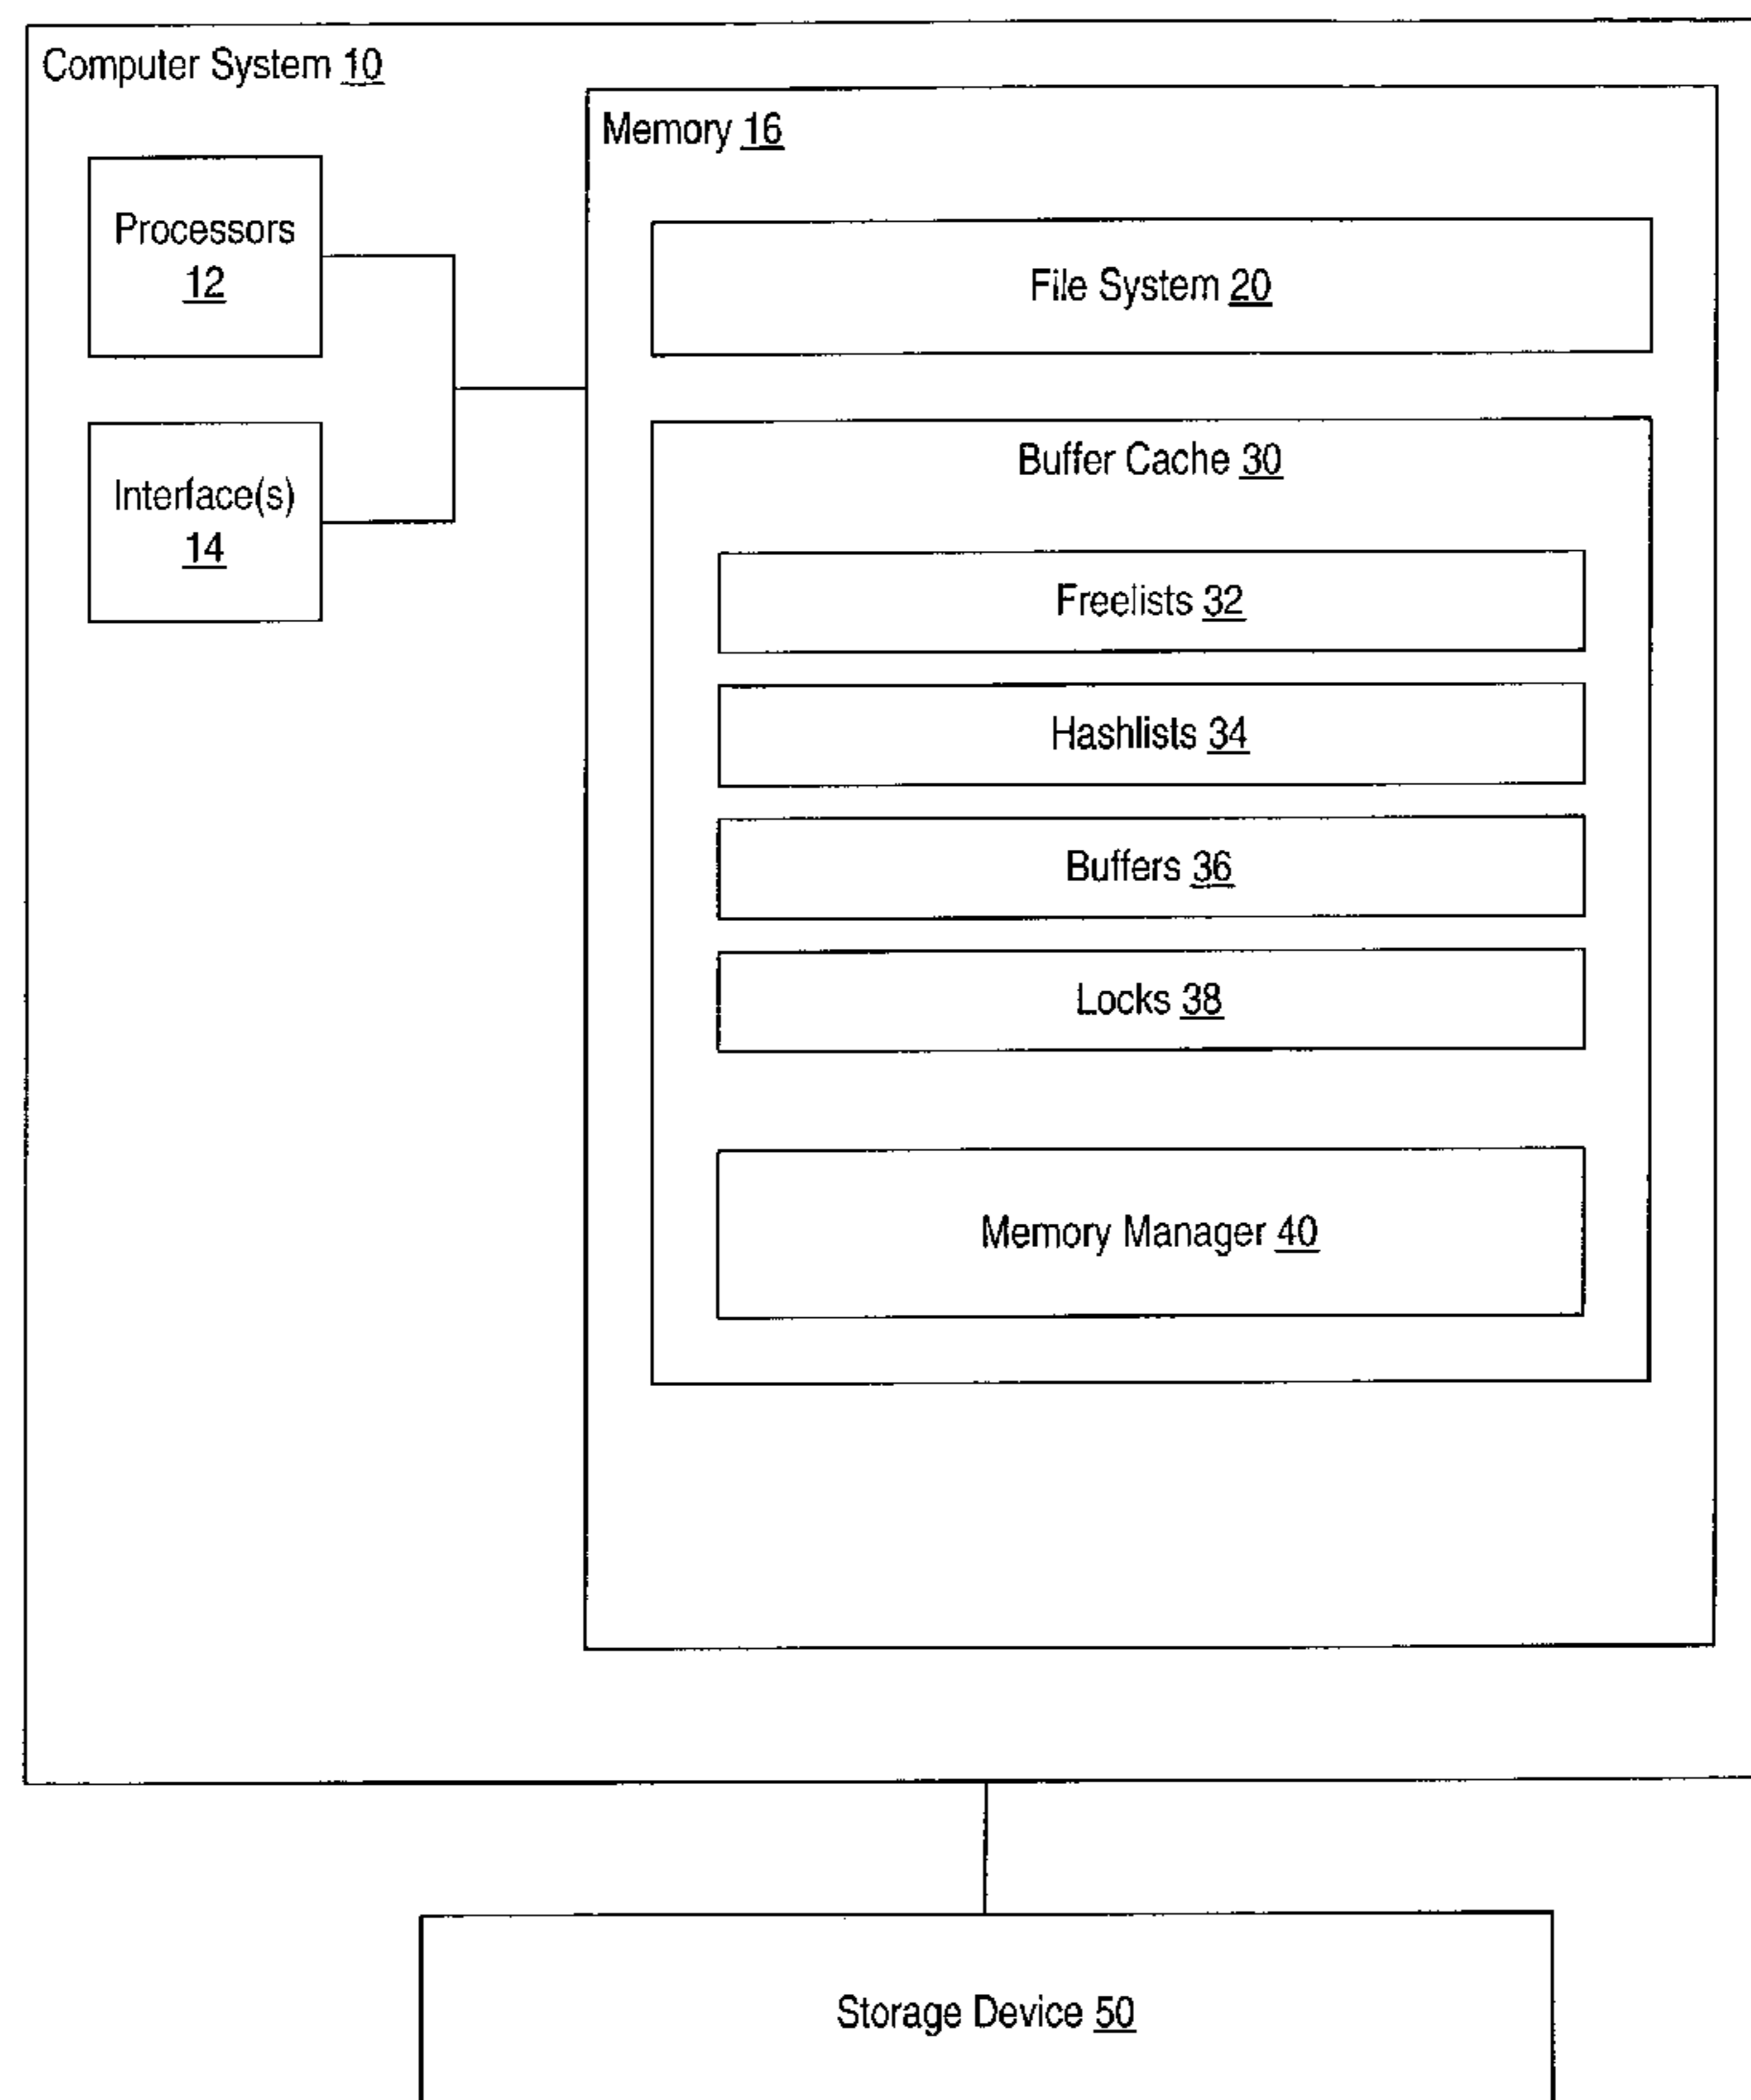 Computer System 10
Memory 16
Processors
12
File System 20
Interface(s)
14
Buffer Cache 30
Freelists 32
Hashlists 34
Buffers 36
Locks 38
Memory Manager 40
Storage Device 50